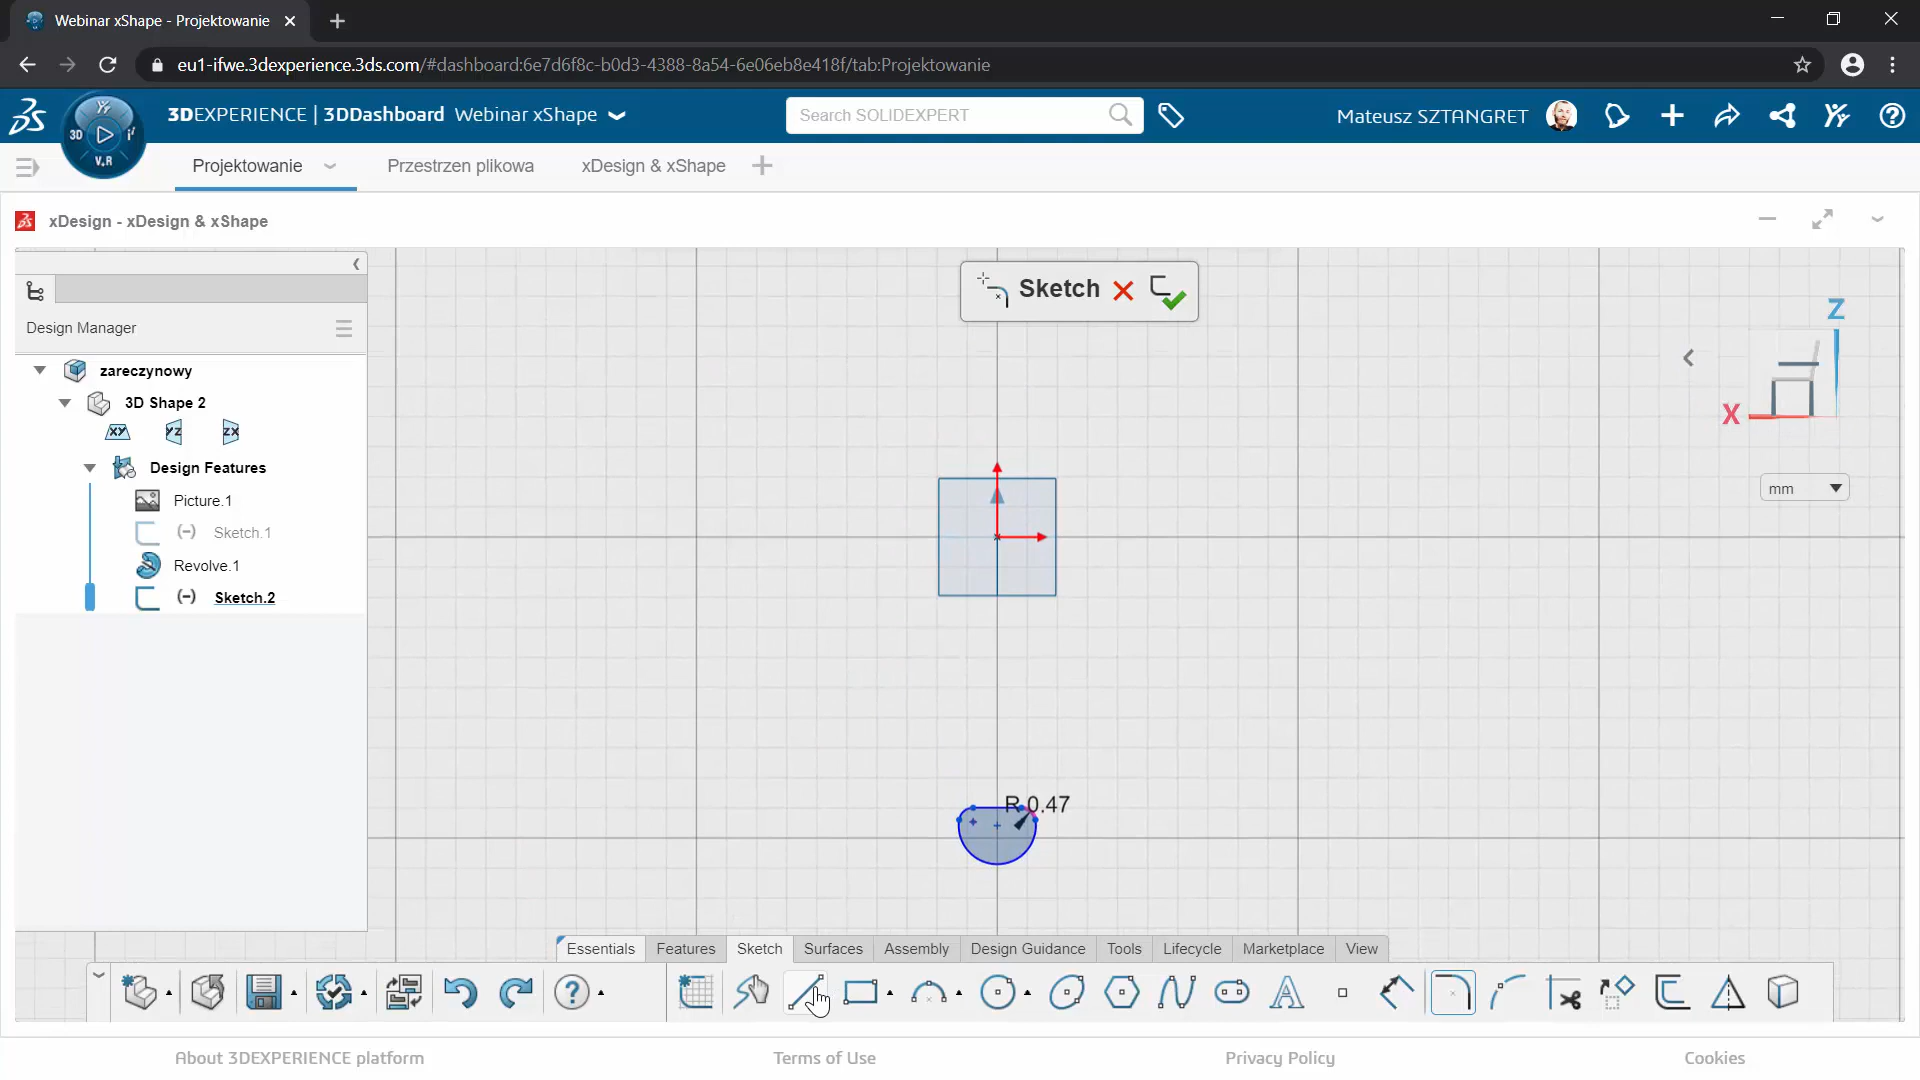 Webinar xShape - Projektowanie
eu1-ifwe.3dexperience.3ds.com/#dashboard:6e7d6f8c-b0d3-4388-8a54-6e06eb8e418f/tab:Projektowanie
3DEXPERIENCE | 3DDashboard Webinar xShape
Search SOLIDEXPERT
Mateusz SZTANGRET
3D
V.R
Projektowanie
Przestrzen plikowa
xDesign & xShape
xDesign - xDesign & xShape
Sketch
Design Manager
zareczynowy
3D Shape 2
XY YZ ZX
Design Features
Picture.1
(-) Sketch.1
Revolve.1
(-) Sketch.2
Z
X
mm
R 0.47
Essentials Features Sketch Surfaces Assembly Design Guidance Tools Lifecycle Marketplace View
About 3DEXPERIENCE platform
Terms of Use
Privacy Policy
Cookies